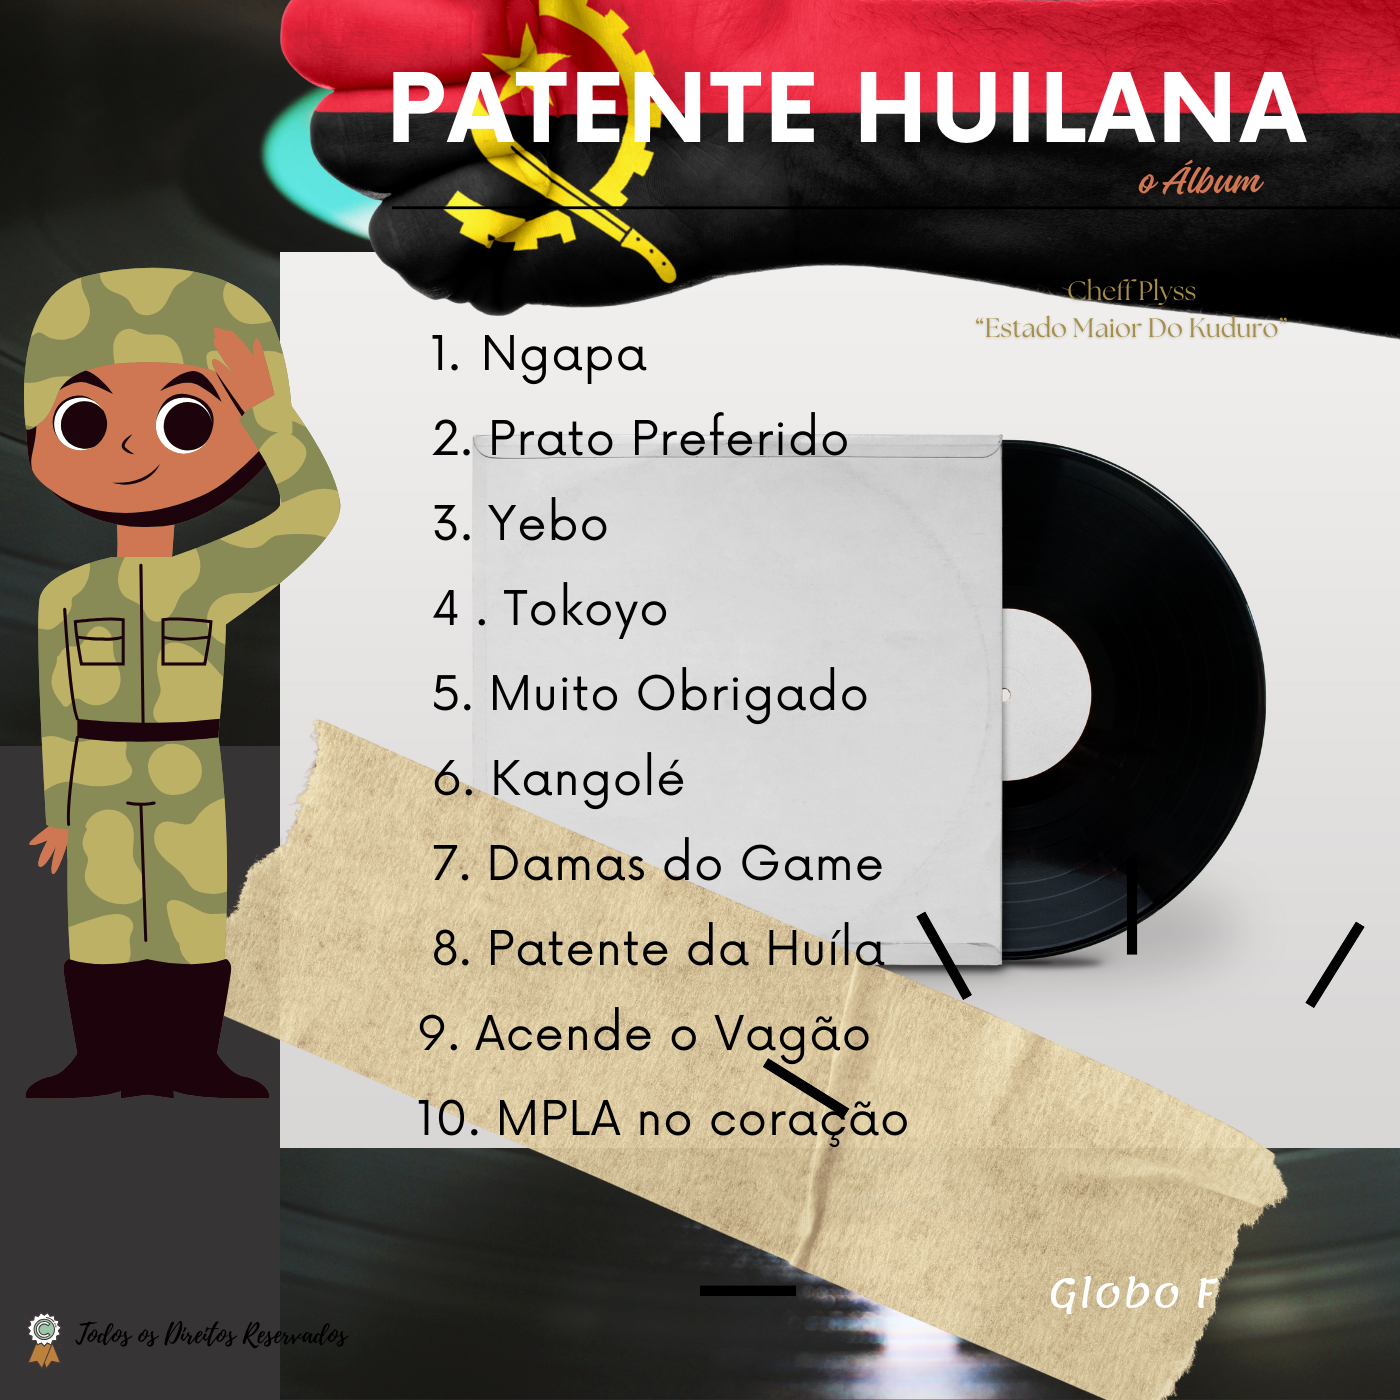 PATENTE HUILANA
o Álbum
Cheff Plyss
“Estado Maior Do Kuduro”
1. Ngapa
2. Prato Preferido
3. Yebo
4 . Tokoyo
5. Muito Obrigado
6. Kangolé
7. Damas do Game
8. Patente da Huíla
9. Acende o Vagão
10. MPLA no coração
Globo F
C Todos os Direitos Reservados